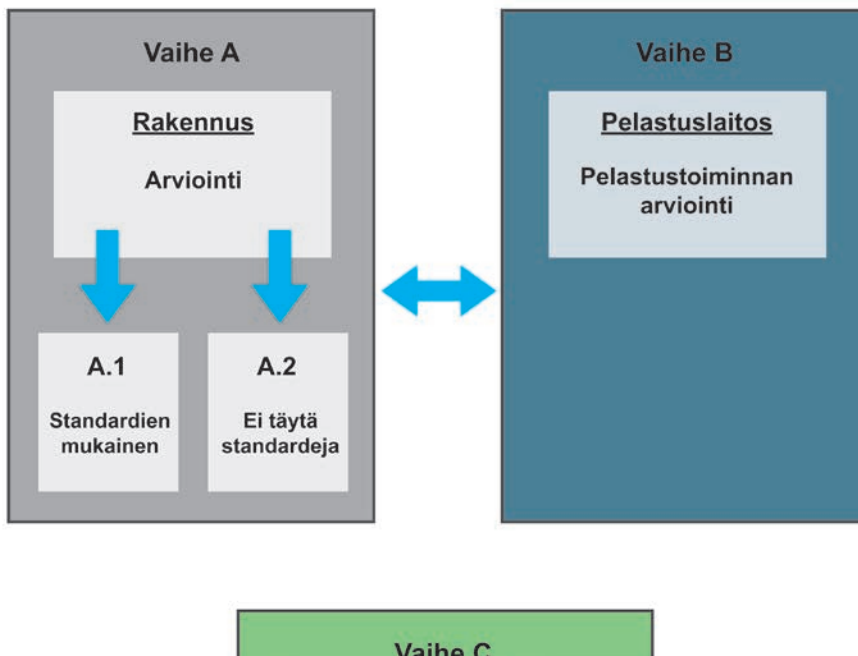 Vaihe A
Rakennus
Arviointi
A.1
Standardien
mukainen
A.2
Ei täytä
standardeja
Vaihe B
Pelastuslaitos
Pelastustoiminnan
arviointi
Vaihe C